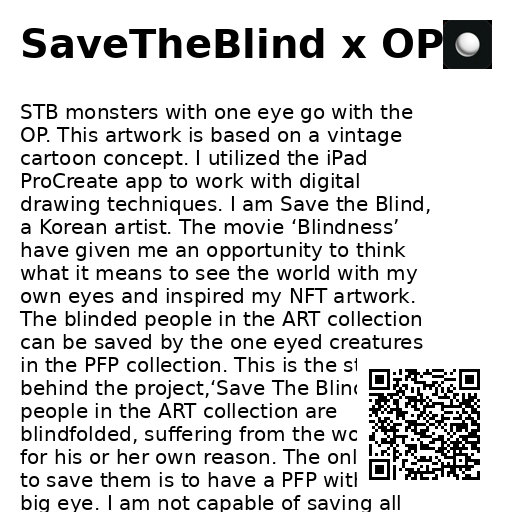 SaveTheBlind x OP
STB monsters with one eye go with the
OP. This artwork is based on a vintage
cartoon concept. I utilized the iPad
ProCreate app to work with digital
drawing techniques. I am Save the Blind,
a Korean artist. The movie ‘Blindness’
have given me an opportunity to think
what it means to see the world with my
own eyes and inspired my NFT artwork.
The blinded people in the ART collection
can be saved by the one eyed creatures
in the PFP collection. This is the
behind the project,‘Save The
people in the ART collection are
blindfolded, suffering from the
for his or her own reason. The
to save them is to have a PFP
big eye. I am not capable of saving all